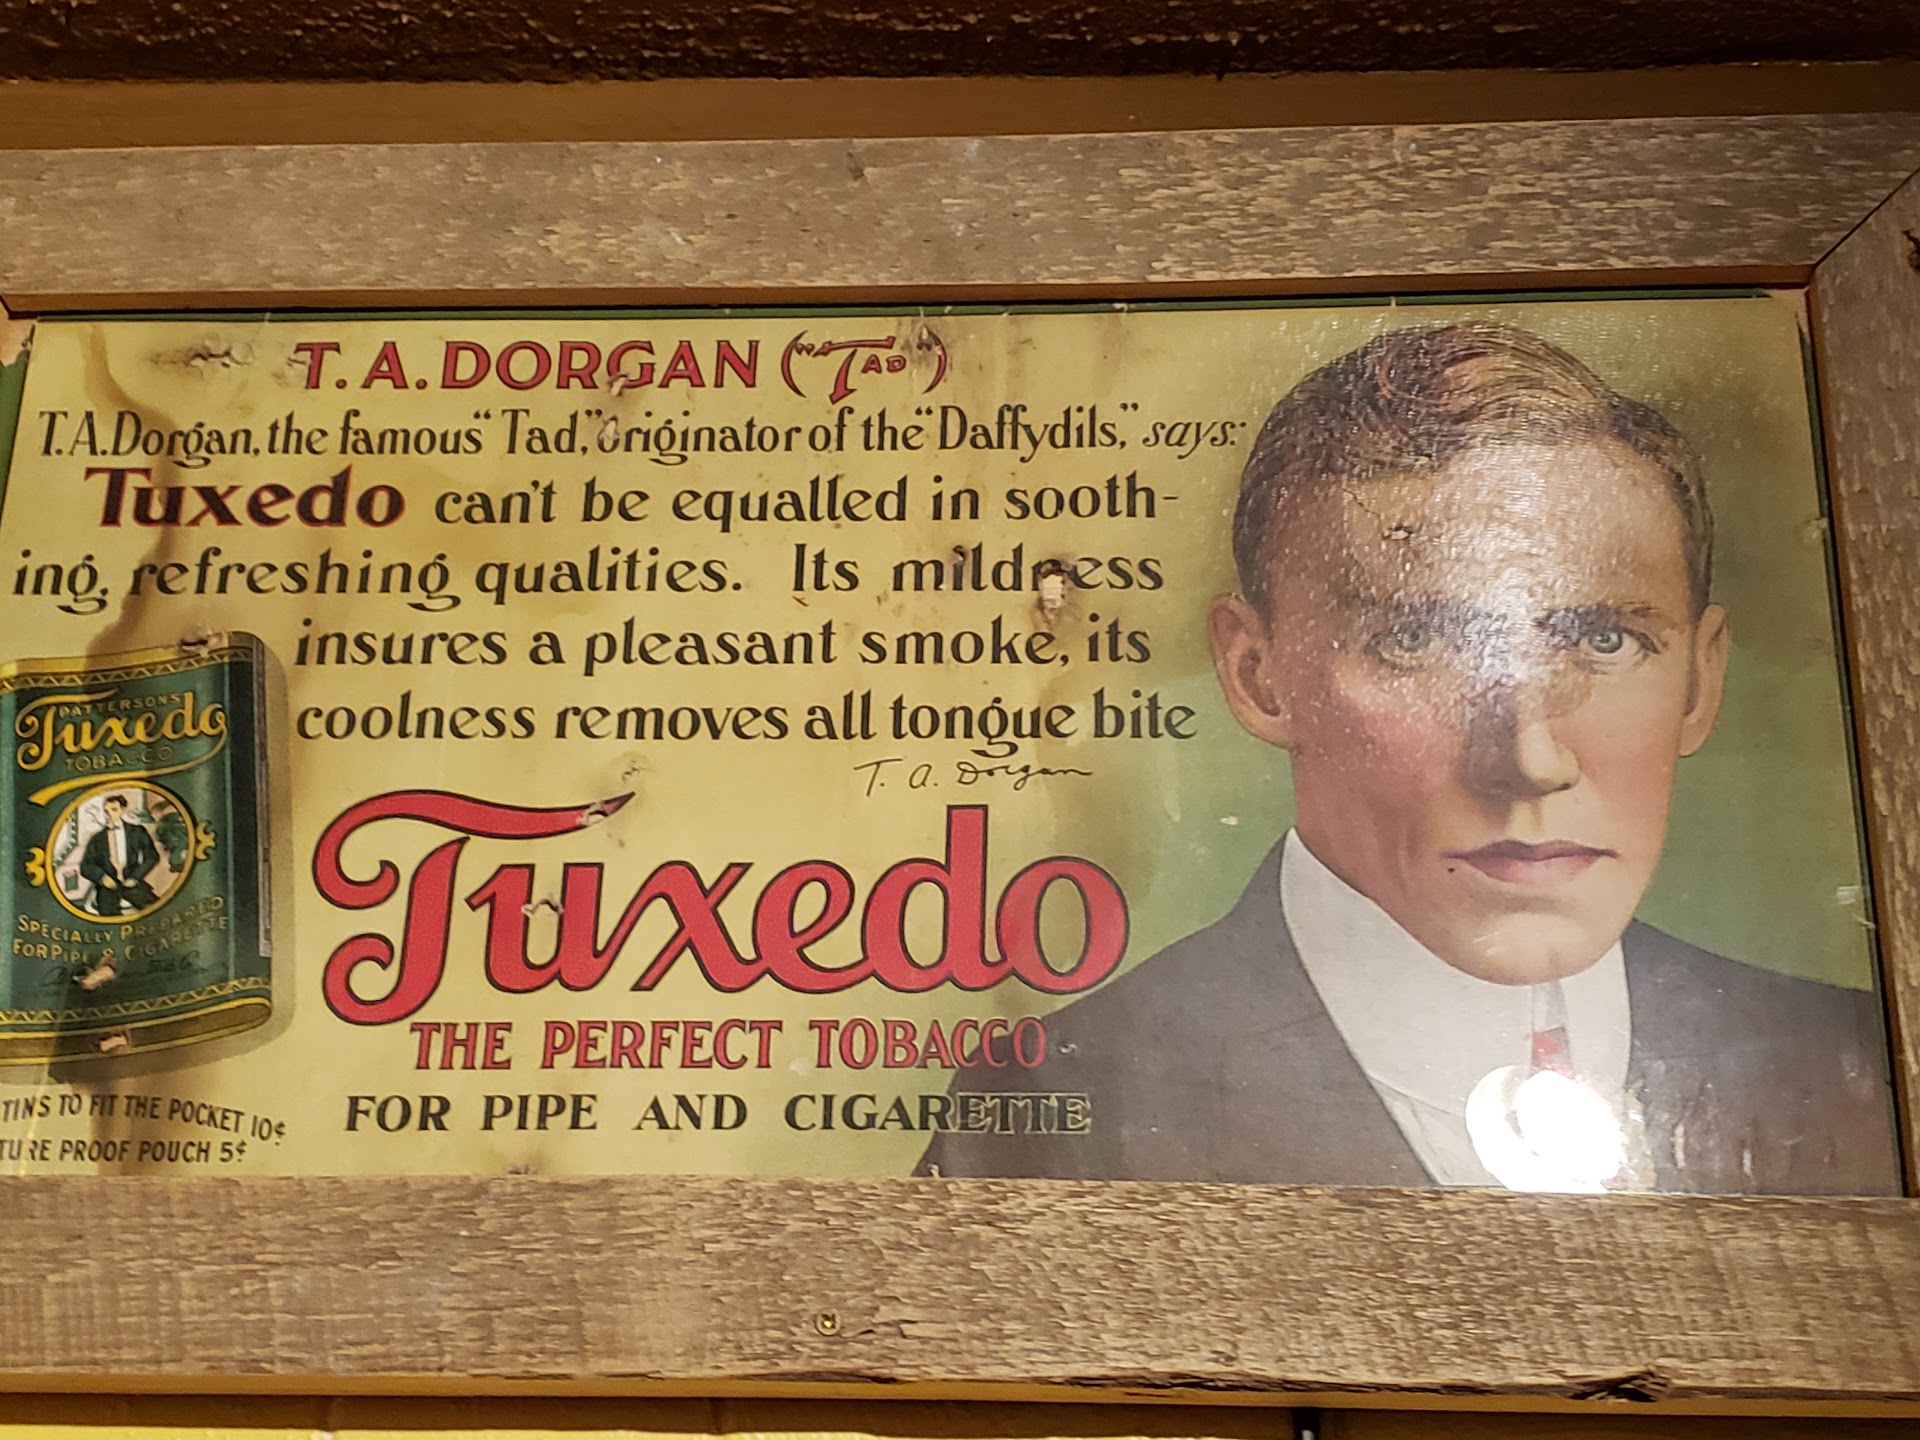 T. A. DORGAN ("TAD")
T.A.Dorgan, the famous "Tad," originator of the "Daffydils," says:
Tuxedo can't be equalled in sooth-
ing, refreshing qualities. Its mildness
insures a pleasant smoke, its
coolness removes all tongue bite
T. A. Dorgan
PATTERSON'S
Tuxedo
TOBACCO
SPECIALLY PREPARED
FOR PIPE & CIGARETTE
Tuxedo
THE PERFECT TOBACCO
FOR PIPE AND CIGARETTE
TINS TO FIT THE POCKET 10¢
TURE PROOF POUCH 5¢